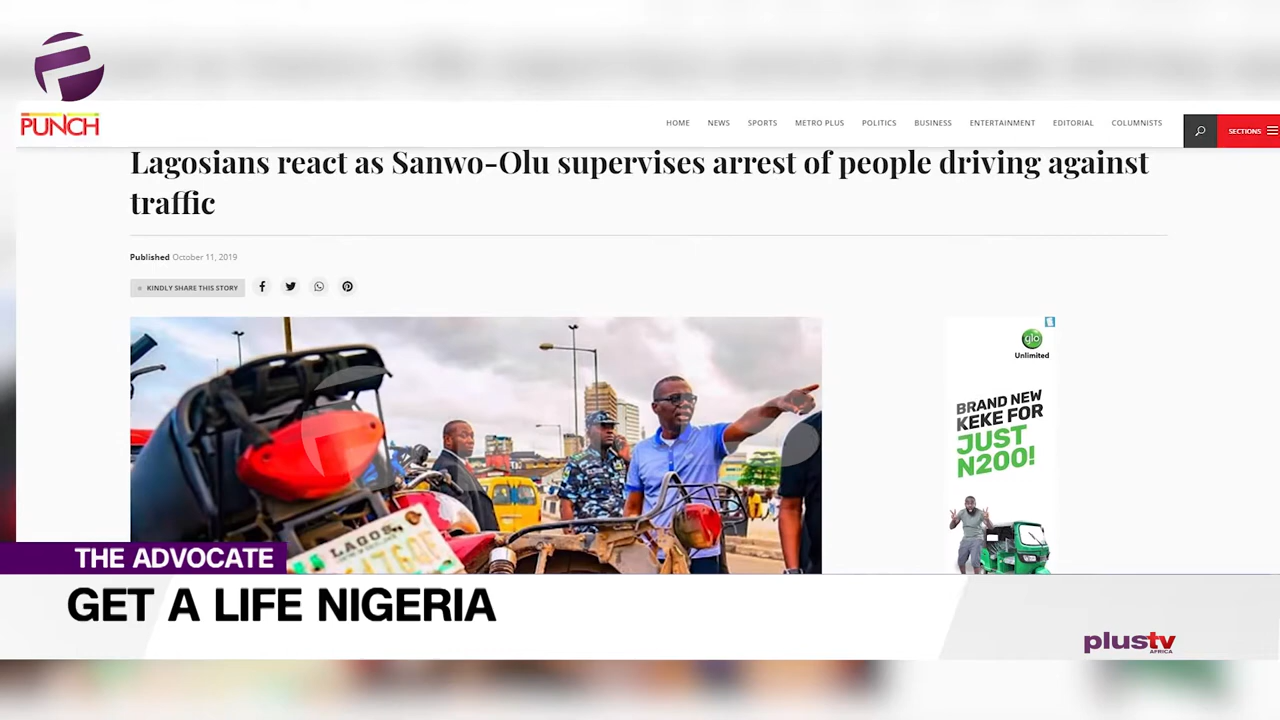 PUNCH
HOME NEWS SPORTS METRO PLUS POLITICS BUSINESS ENTERTAINMENT EDITORIAL COLUMNISTS
SECTIONS
Lagosians react as Sanwo-Olu supervises arrest of people driving against
traffic
Published October 11, 2019
KINDLY SHARE THIS STORY
glo
Unlimited
BRAND NEW
KEKE FOR
JUST
N200!
LAGOS
THE ADVOCATE
GET A LIFE NIGERIA
plustv
AFRICA